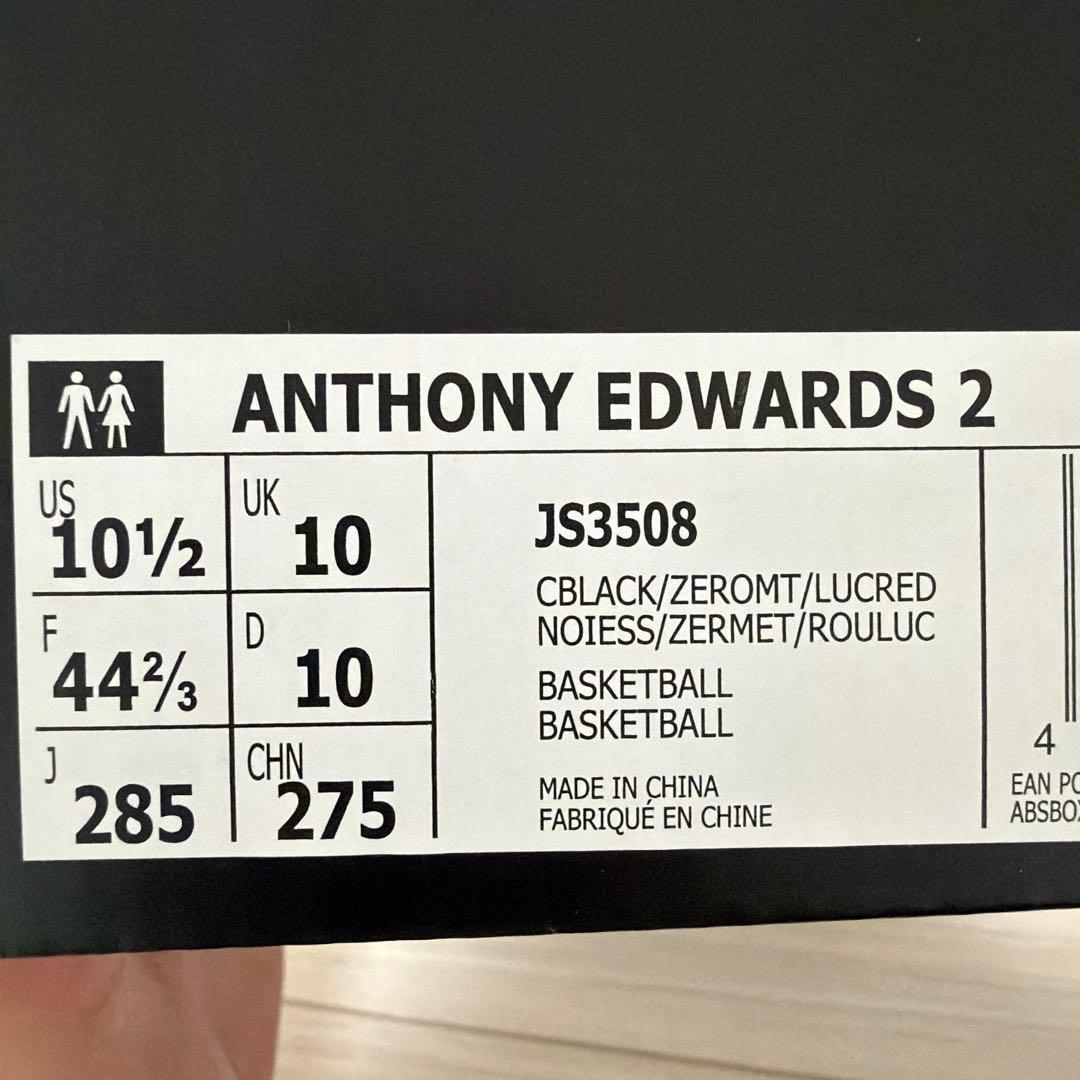 ANTHONY EDWARDS 2
US
10½
UK
10
F
44⅔
D
10
J
285
CHN
275
JS3508
CBLACK/ZEROMT/LUCRED
NOIESS/ZERMET/ROULUC
BASKETBALL
BASKETBALL
MADE IN CHINA
FABRIQUÉ EN CHINE
4
EAN